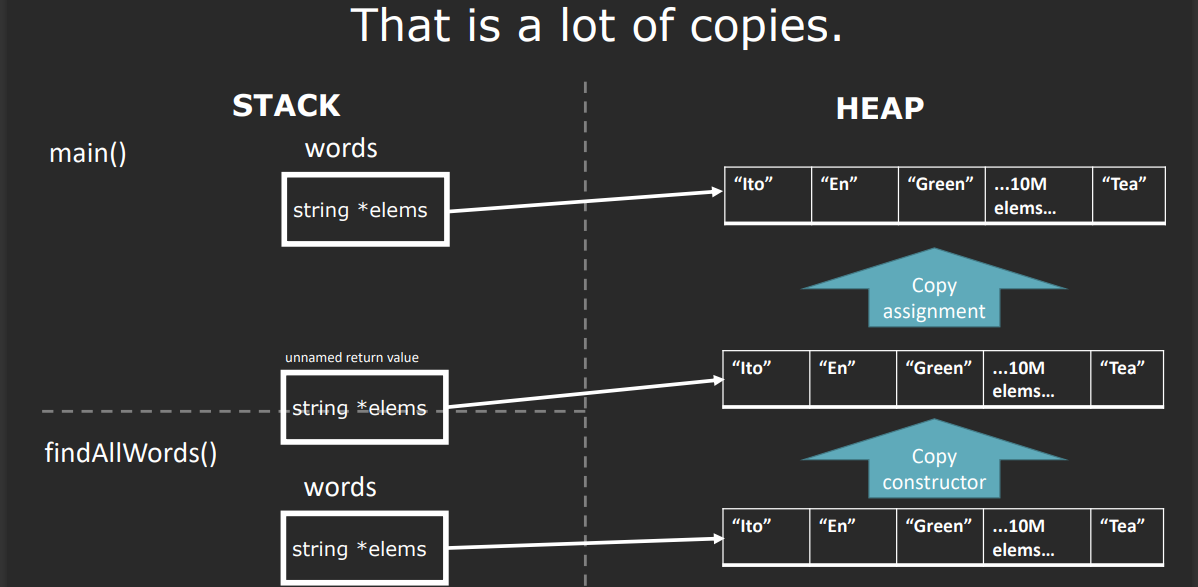 That is a lot of copies.
STACK
HEAP
main()
words
string *elems
“Ito”
“En”
“Green”
...10M
elems...
“Tea”
Copy
assignment
unnamed return value
string *elems
“Ito”
“En”
“Green”
...10M
elems...
“Tea”
findAllWords()
Copy
constructor
words
string *elems
“Ito”
“En”
“Green”
...10M
elems...
“Tea”